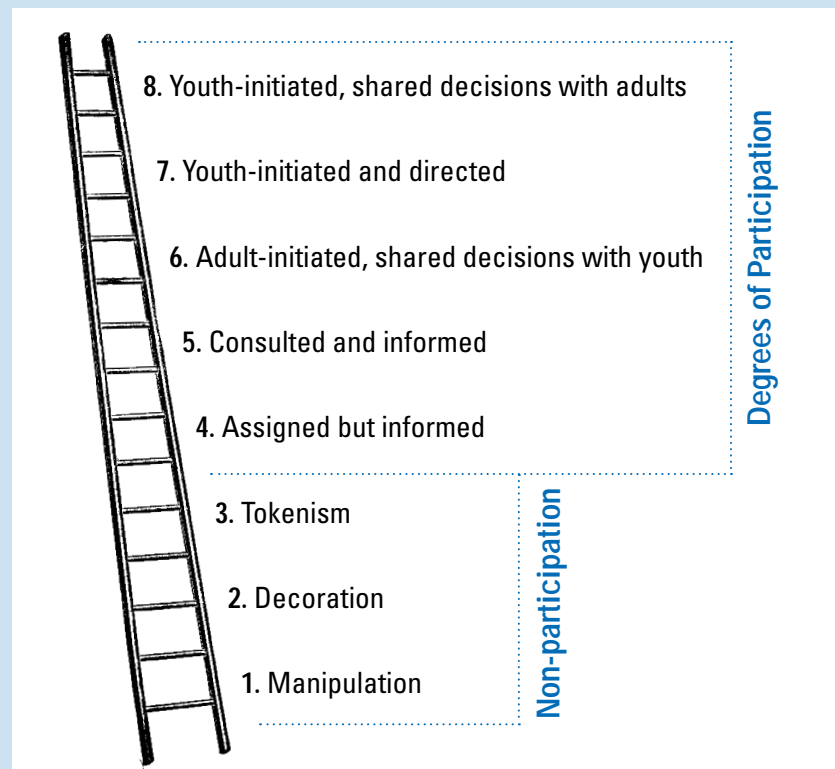 8. Youth-initiated, shared decisions with adults
7. Youth-initiated and directed
6. Adult-initiated, shared decisions with youth
5. Consulted and informed
4. Assigned but informed
Degrees of Participation
3. Tokenism
2. Decoration
1. Manipulation
Non-participation